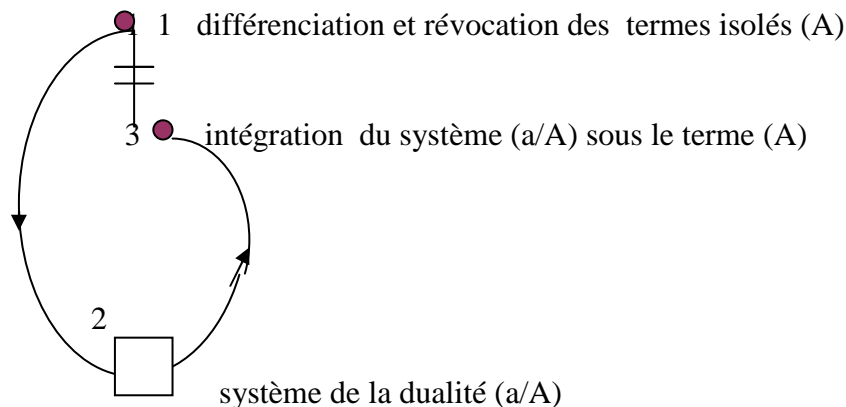 1 différenciation et révocation des termes isolés (A)
3 intégration du système (a/A) sous le terme (A)
2
système de la dualité (a/A)